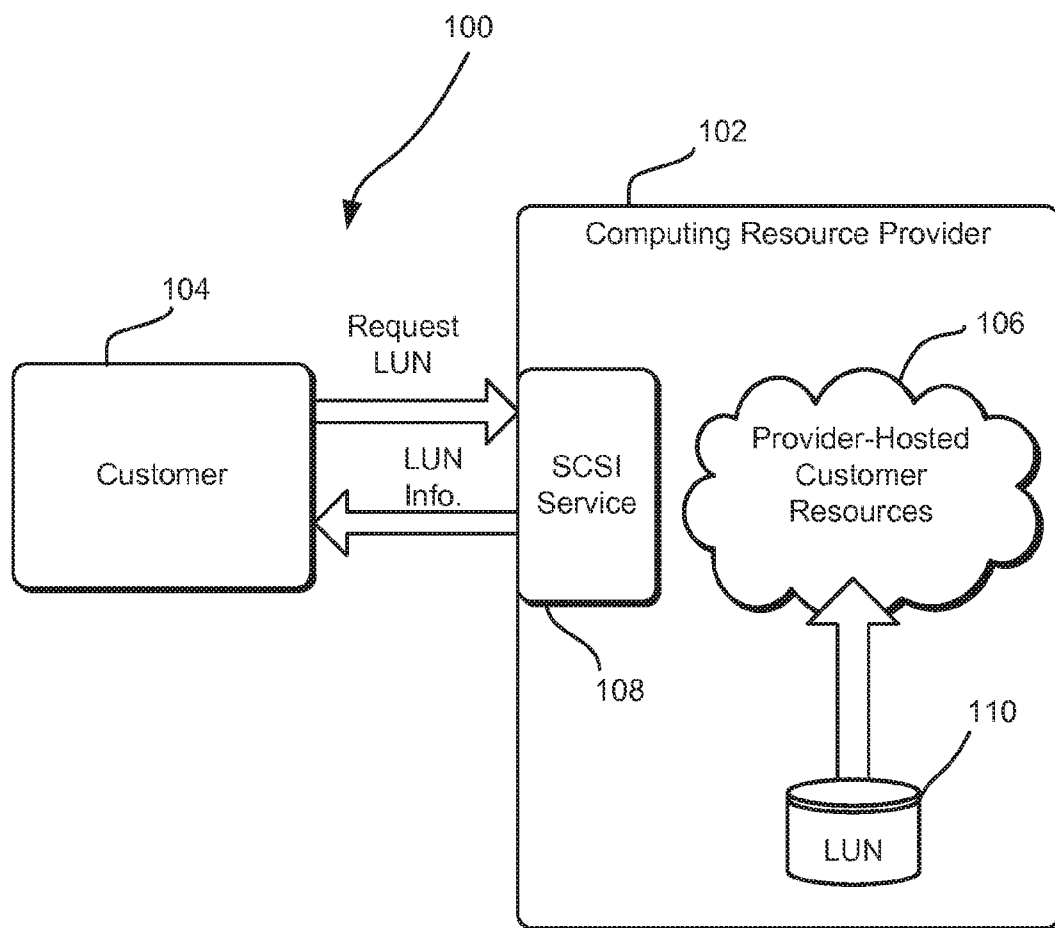 100
102
Computing Resource Provider
104
Request
LUN
106
Customer
LUN
Info.
SCSI
Service
Provider-Hosted
Customer
Resources
108
110
LUN